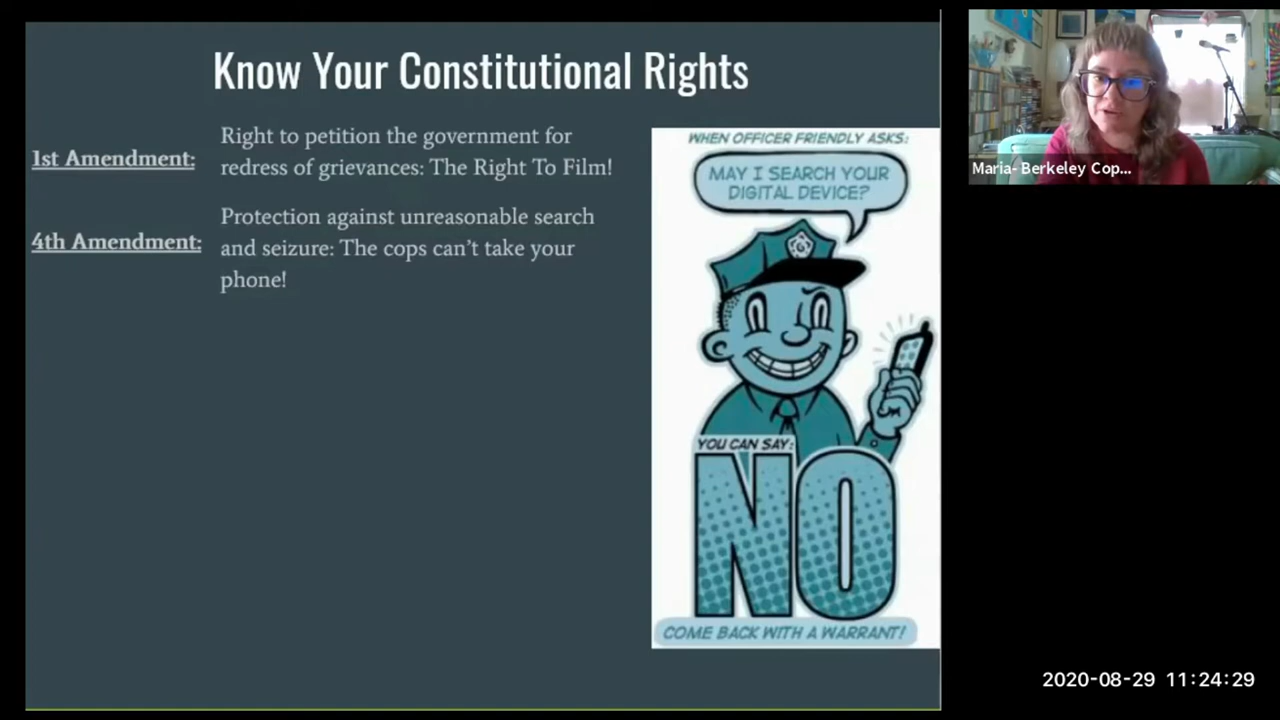 Know Your Constitutional Rights
1st Amendment:
Right to petition the government for
redress of grievances: The Right To Film!
4th Amendment:
Protection against unreasonable search
and seizure: The cops can’t take your
phone!
WHEN OFFICER FRIENDLY ASKS:
MAY I SEARCH YOUR
DIGITAL DEVICE?
YOU CAN SAY:
NO
COME BACK WITH A WARRANT!
Maria- Berkeley Cop...
2020-08-29 11:24:29